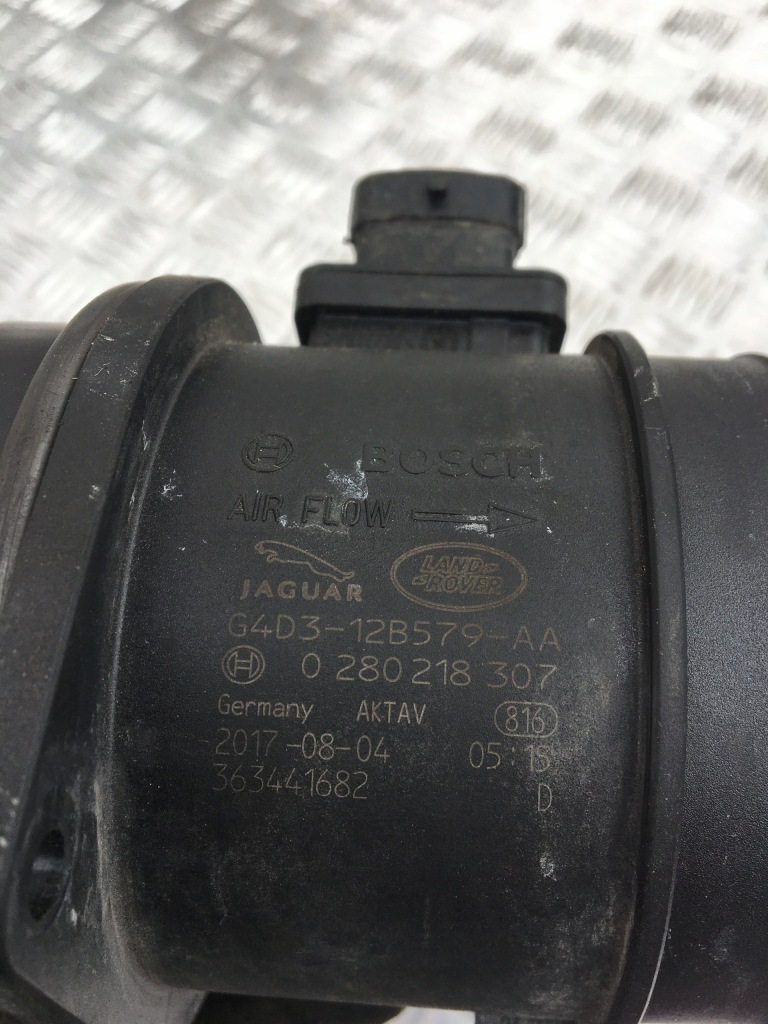 BOSCH
AIR FLOW
JAGUAR
LAND ROVER
G4D3-12B579-AA
0 280 218 307
Germany AKTAV 816
2017-08-04 05:15
363441682 D